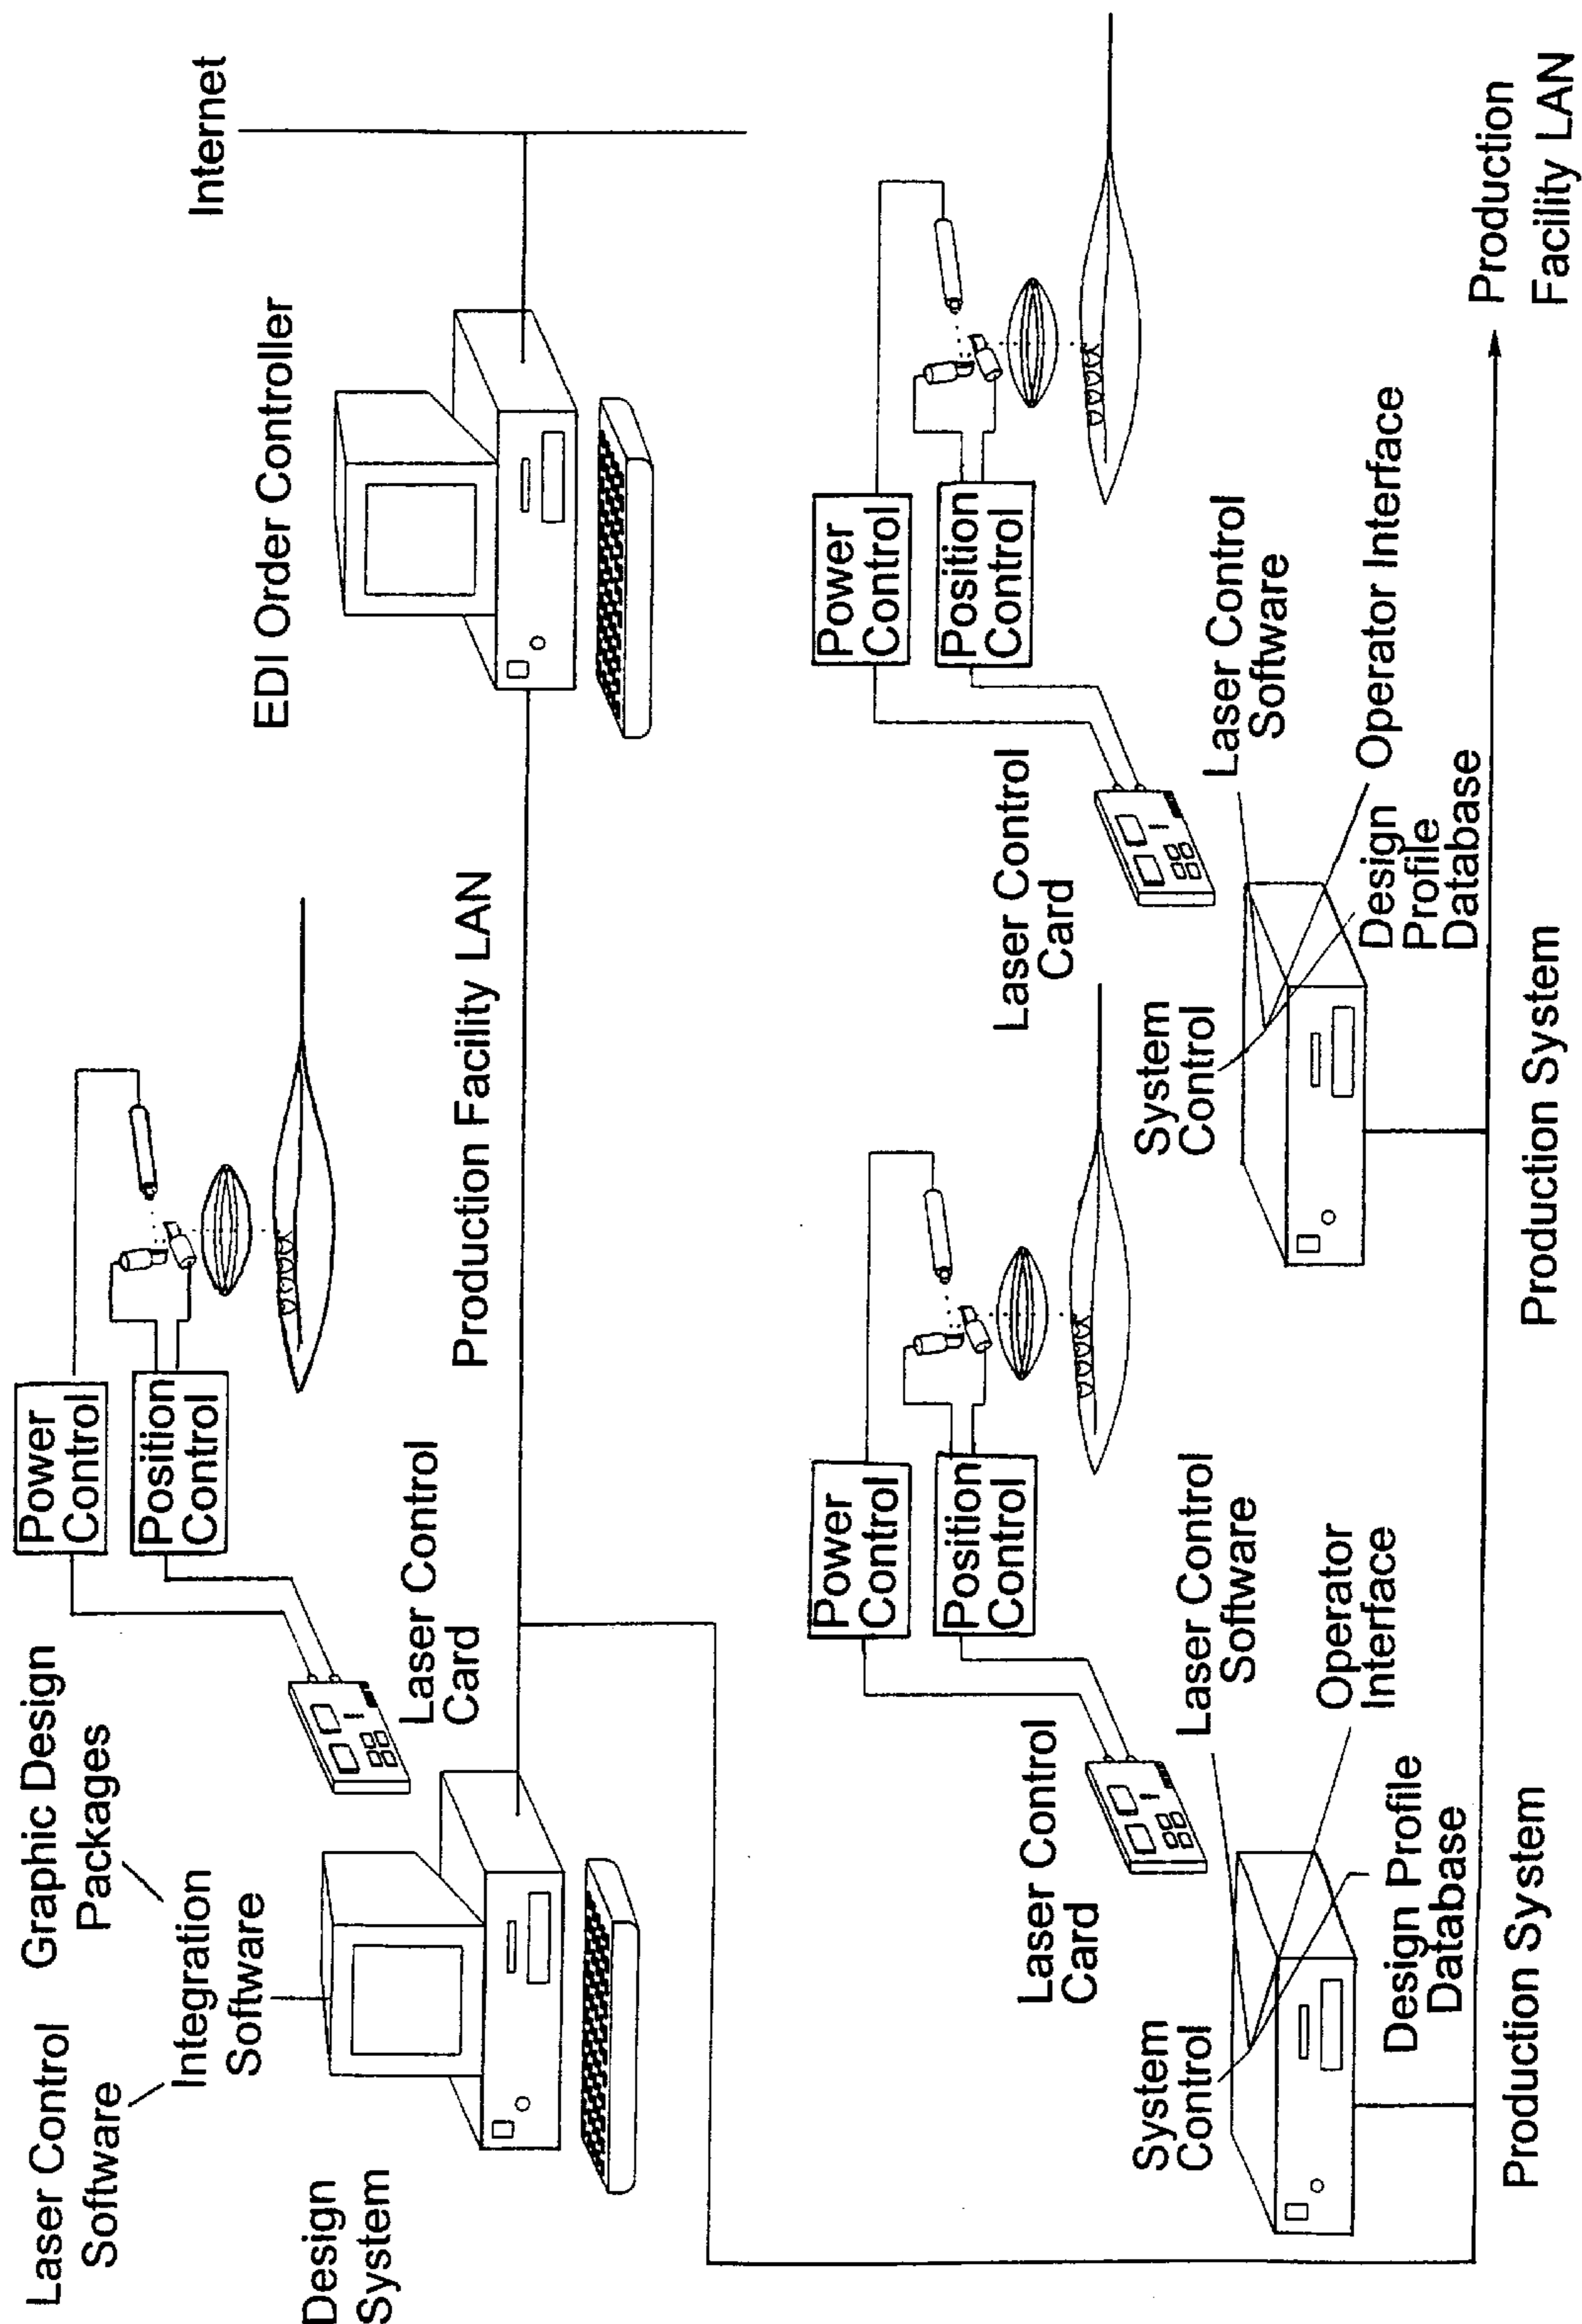 Laser Control
Software
Graphic Design
Packages
Integration
Software
Design
System
Laser Control
Card
Power
Control
Position
Control
Production Facility LAN
EDI Order Controller
Internet
System
Control
Laser Control
Card
Power
Control
Position
Control
Laser Control
Software
Operator
Interface
Design Profile
Database
Production System
System
Control
Laser Control
Card
Power
Control
Position
Control
Laser Control
Software
Operator Interface
Design
Profile
Database
Production System
Production
Facility LAN